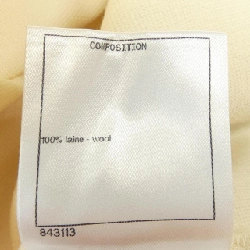 COMPOSITION
100% laine - wool
843113